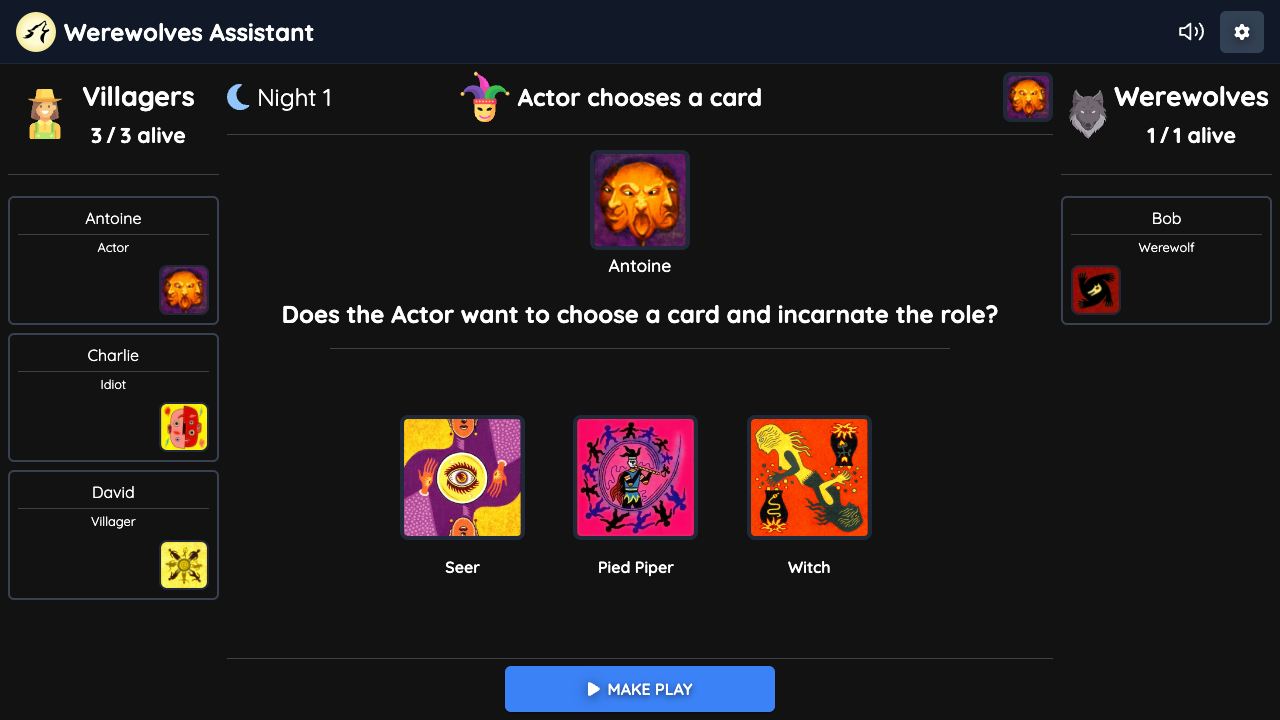 Werewolves Assistant
Villagers
3 / 3 alive
Night 1
Actor chooses a card
Werewolves
1 / 1 alive
Antoine
Actor
Charlie
Idiot
David
Villager
Antoine
Does the Actor want to choose a card and incarnate the role?
Seer
Pied Piper
Witch
MAKE PLAY
Bob
Werewolf